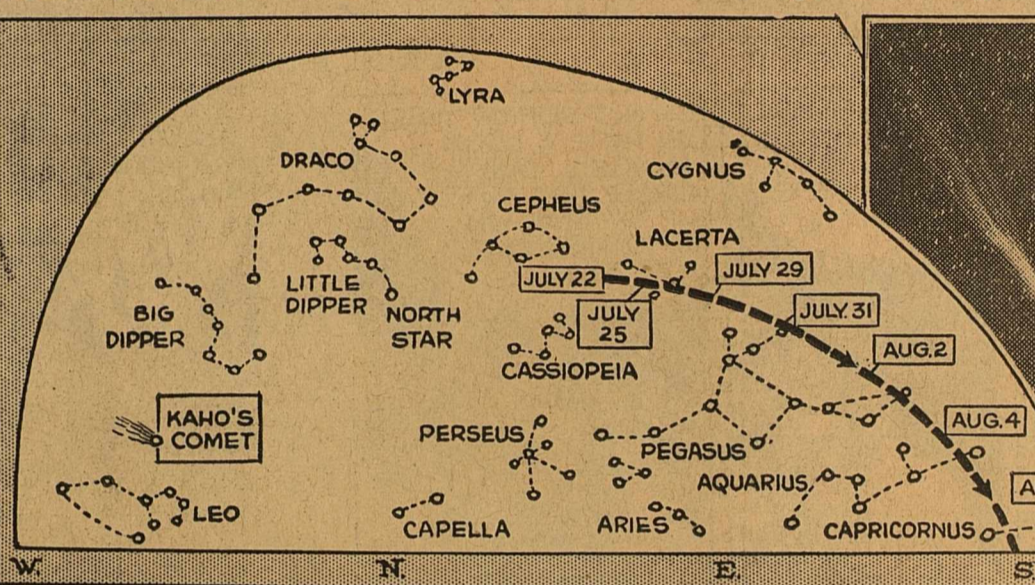 LYRA
DRACO
CYGNUS
CEPHEUS
LACERTA
JULY 22
JULY 29
LITTLE
DIPPER
NORTH
STAR
BIG
DIPPER
JULY
25
JULY 31
AUG. 2
CASSIOPEIA
KAHO'S
COMET
PERSEUS
AUG. 4
PEGASUS
AQUARIUS
A
LEO
CAPELLA
ARIES
CAPRICORNUS
W.
N.
E.
S